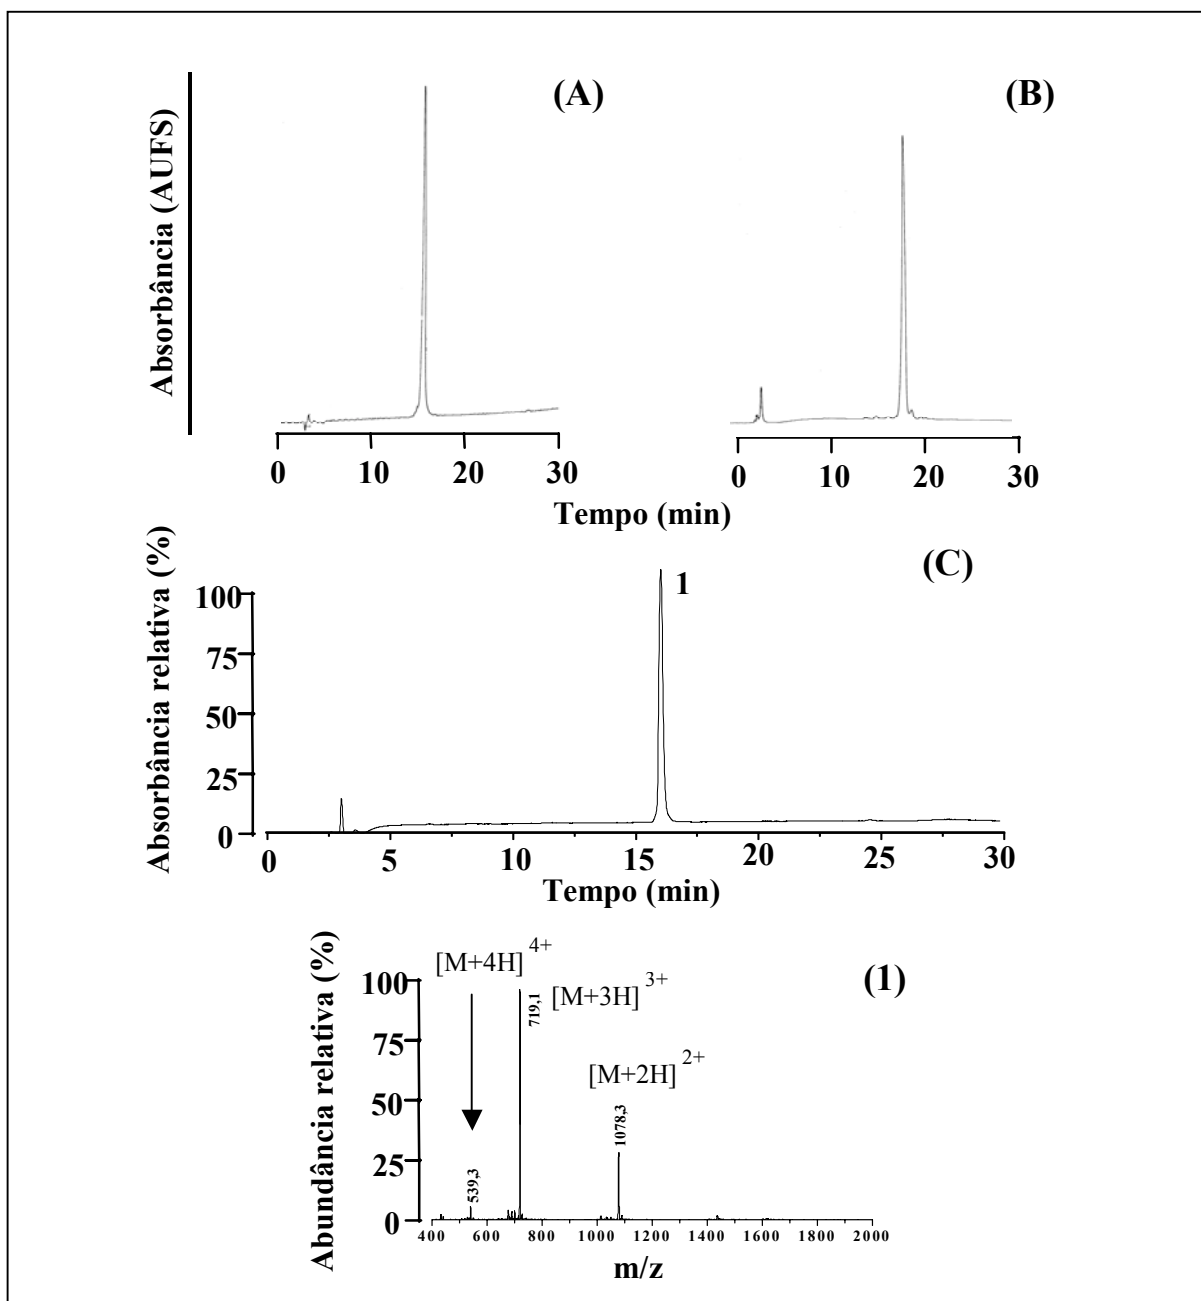 (A)
(B)
Absorbância (AUFS)
0 10 20 30
0 10 20 30
Tempo (min)
(C)
Absorbância relativa (%)
1
100
75
50
25
0
0 5 10 15 20 25 30
Tempo (min)
(1)
Abundância relativa (%)
[M+4H] 4+
[M+3H] 3+
[M+2H] 2+
100
75
50
25
0
539,3
719,1
1078,3
400 600 800 1000 1200 1400 1600 1800 2000
m/z